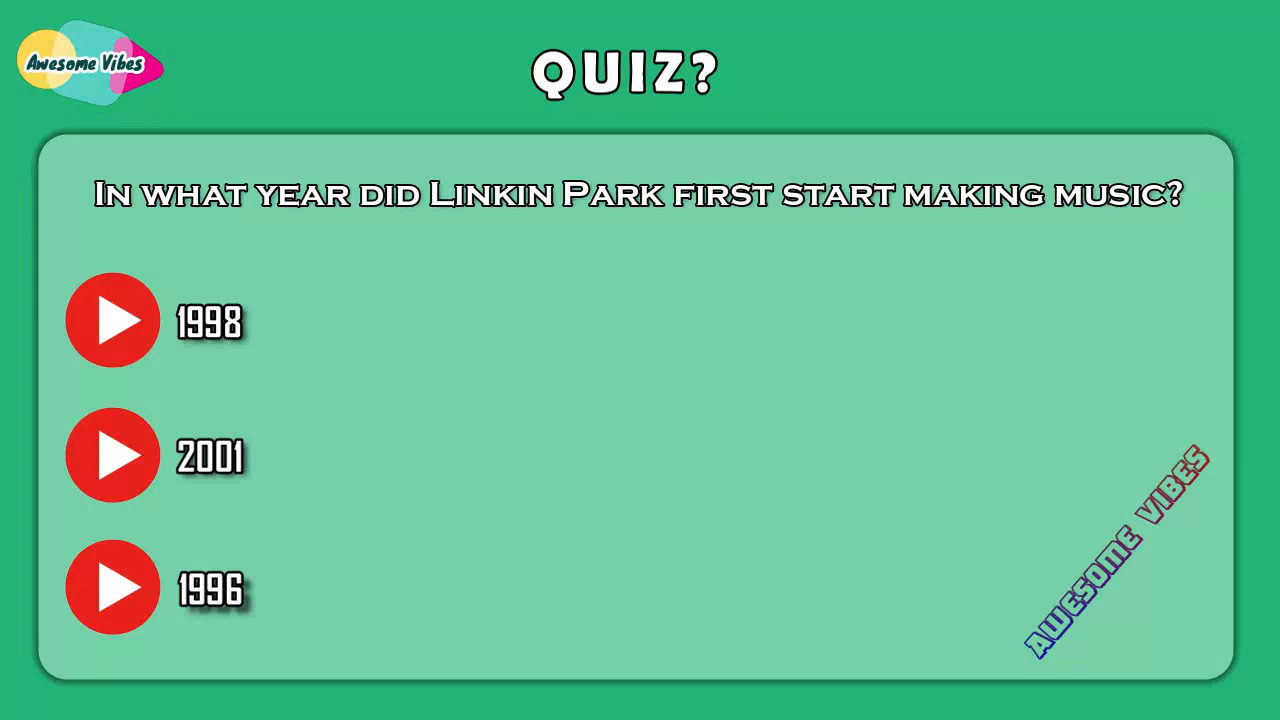 Awesome Vibes
QUIZ?
In what year did Linkin Park first start making music?
1998
2001
1996
AWESOME VIBES